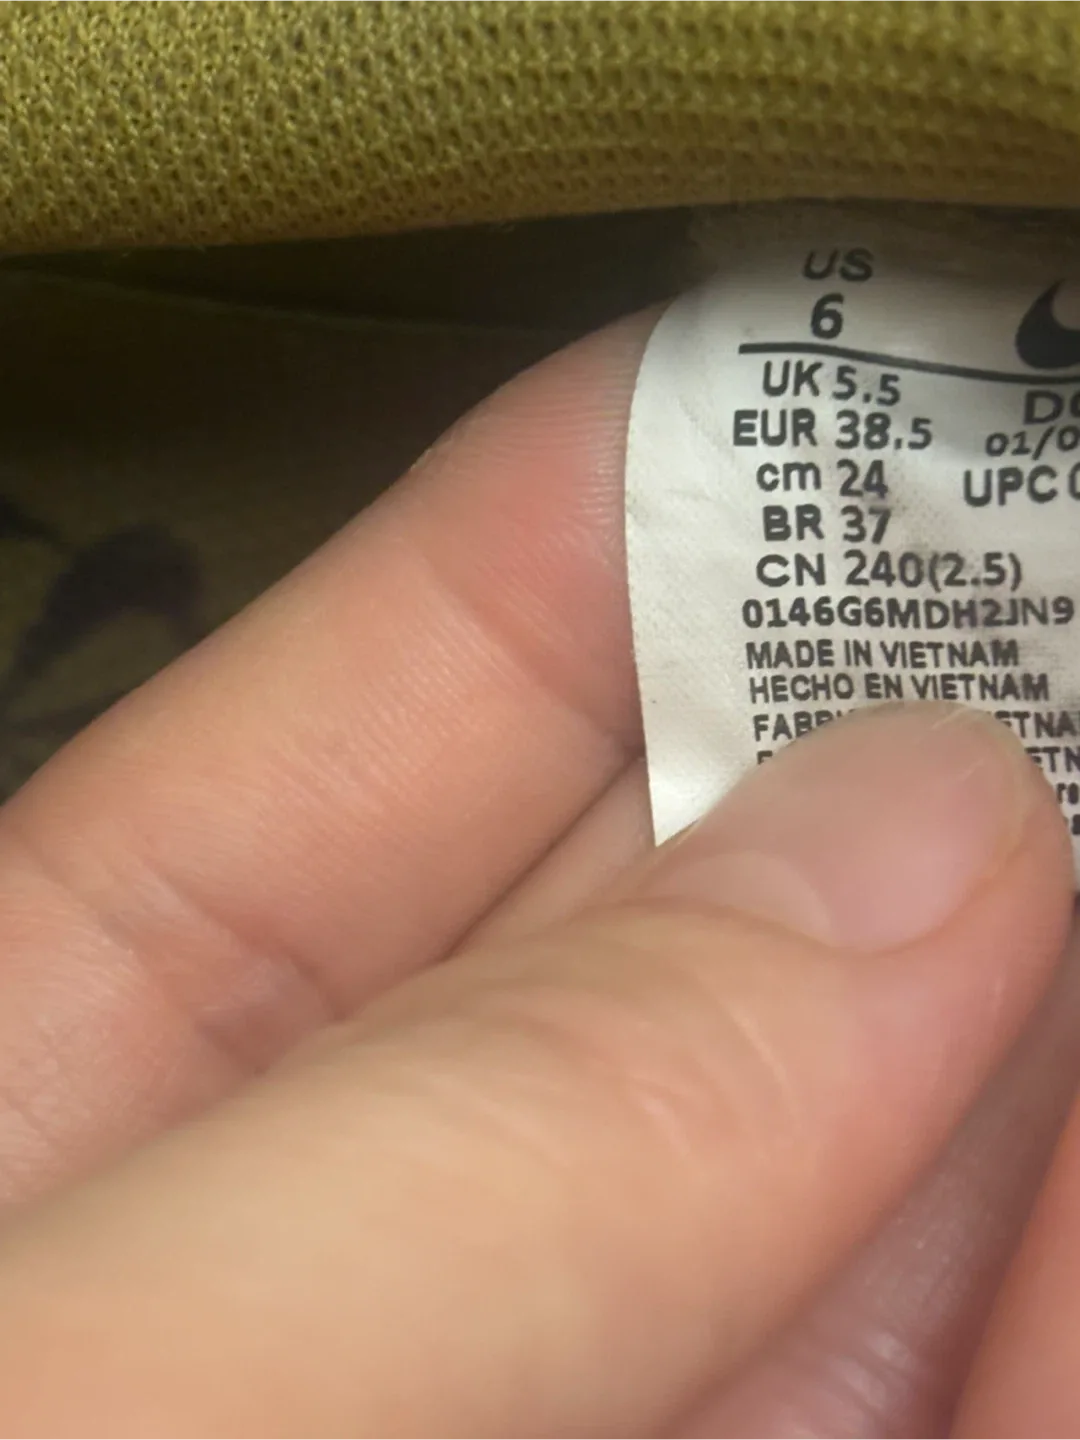 US
6
UK 5.5
EUR 38.5
cm 24
UPC
BR 37
CN 240(2.5)
0146G6MDH2JN9
MADE IN VIETNAM
HECHO EN VIETNAM